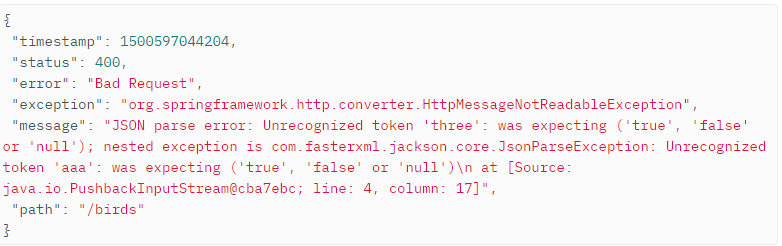 {
"timestamp": 1500597044204,
"status": 400,
"error": "Bad Request",
"exception": "org.springframework.http.converter.HttpMessageNotReadableException",
"message": "JSON parse error: Unrecognized token 'three': was expecting ('true', 'false'
or 'null'); nested exception is com.fasterxml.jackson.core.JsonParseException: Unrecognized
token 'aaa': was expecting ('true', 'false' or 'null')\n at [Source:
java.io.PushbackInputStream@cba7ebc; line: 4, column: 17]",
"path": "/birds"
}